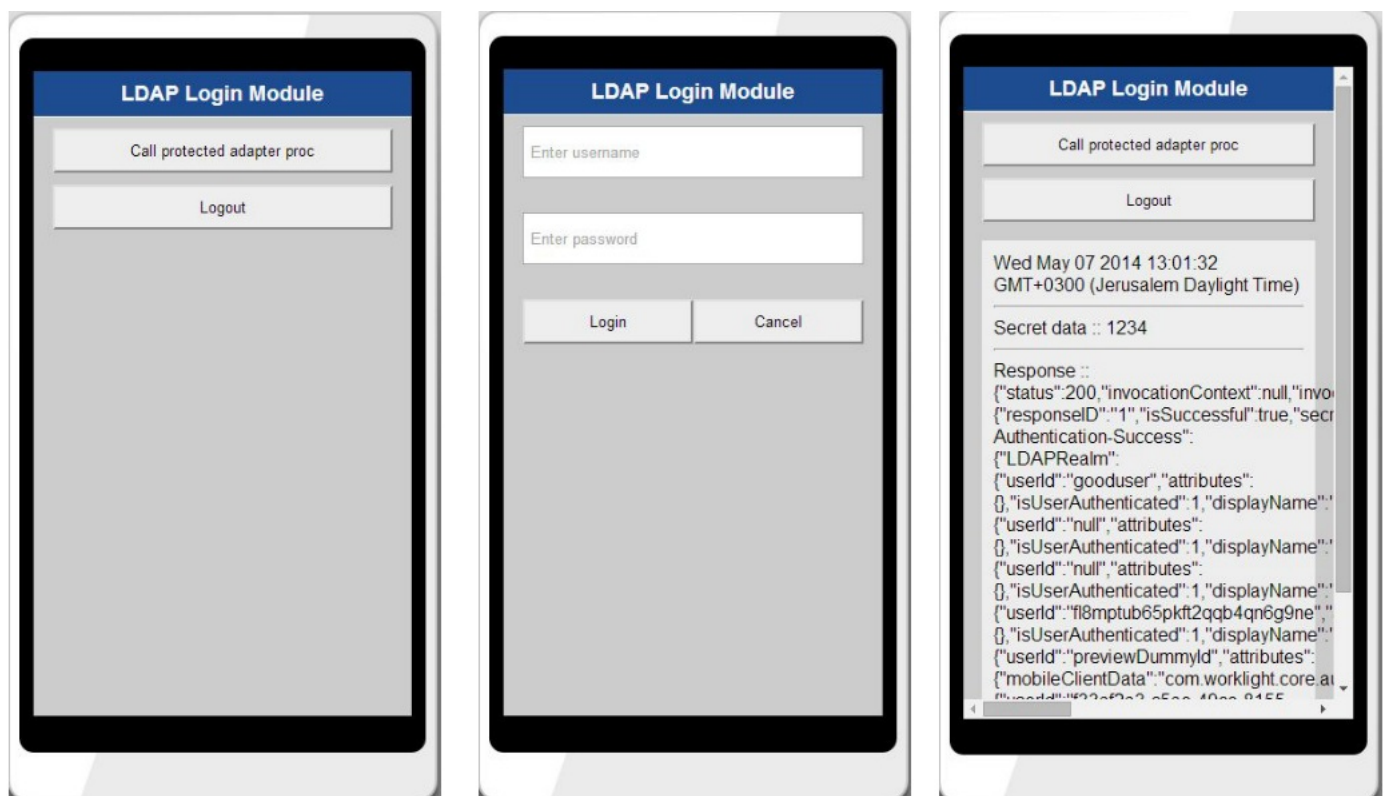 LDAP Login Module
Call protected adapter proc
Logout
LDAP Login Module
Enter username
Enter password
Login
Cancel
LDAP Login Module
Call protected adapter proc
Logout
Wed May 07 2014 13:01:32
GMT+0300 (Jerusalem Daylight Time)
Secret data :: 1234
Response ::
{"status":200,"invocationContext":null,"invo
{"responseID":"1","isSuccessful":true,"secr
Authentication-Success":
{"LDAPRealm":
{"userId":"gooduser","attributes":
{},"isUserAuthenticated":1,"displayName":"
{"userId":"null","attributes":
{},"isUserAuthenticated":1,"displayName":"
{"userId":"null","attributes":
{},"isUserAuthenticated":1,"displayName":"
{"userId":"fl8mptub65pkft2qqb4qn6g9ne","
{},"isUserAuthenticated":1,"displayName":"
{"userId":"previewDummyId","attributes":
{"mobileClientData":"com.worklight.core.au